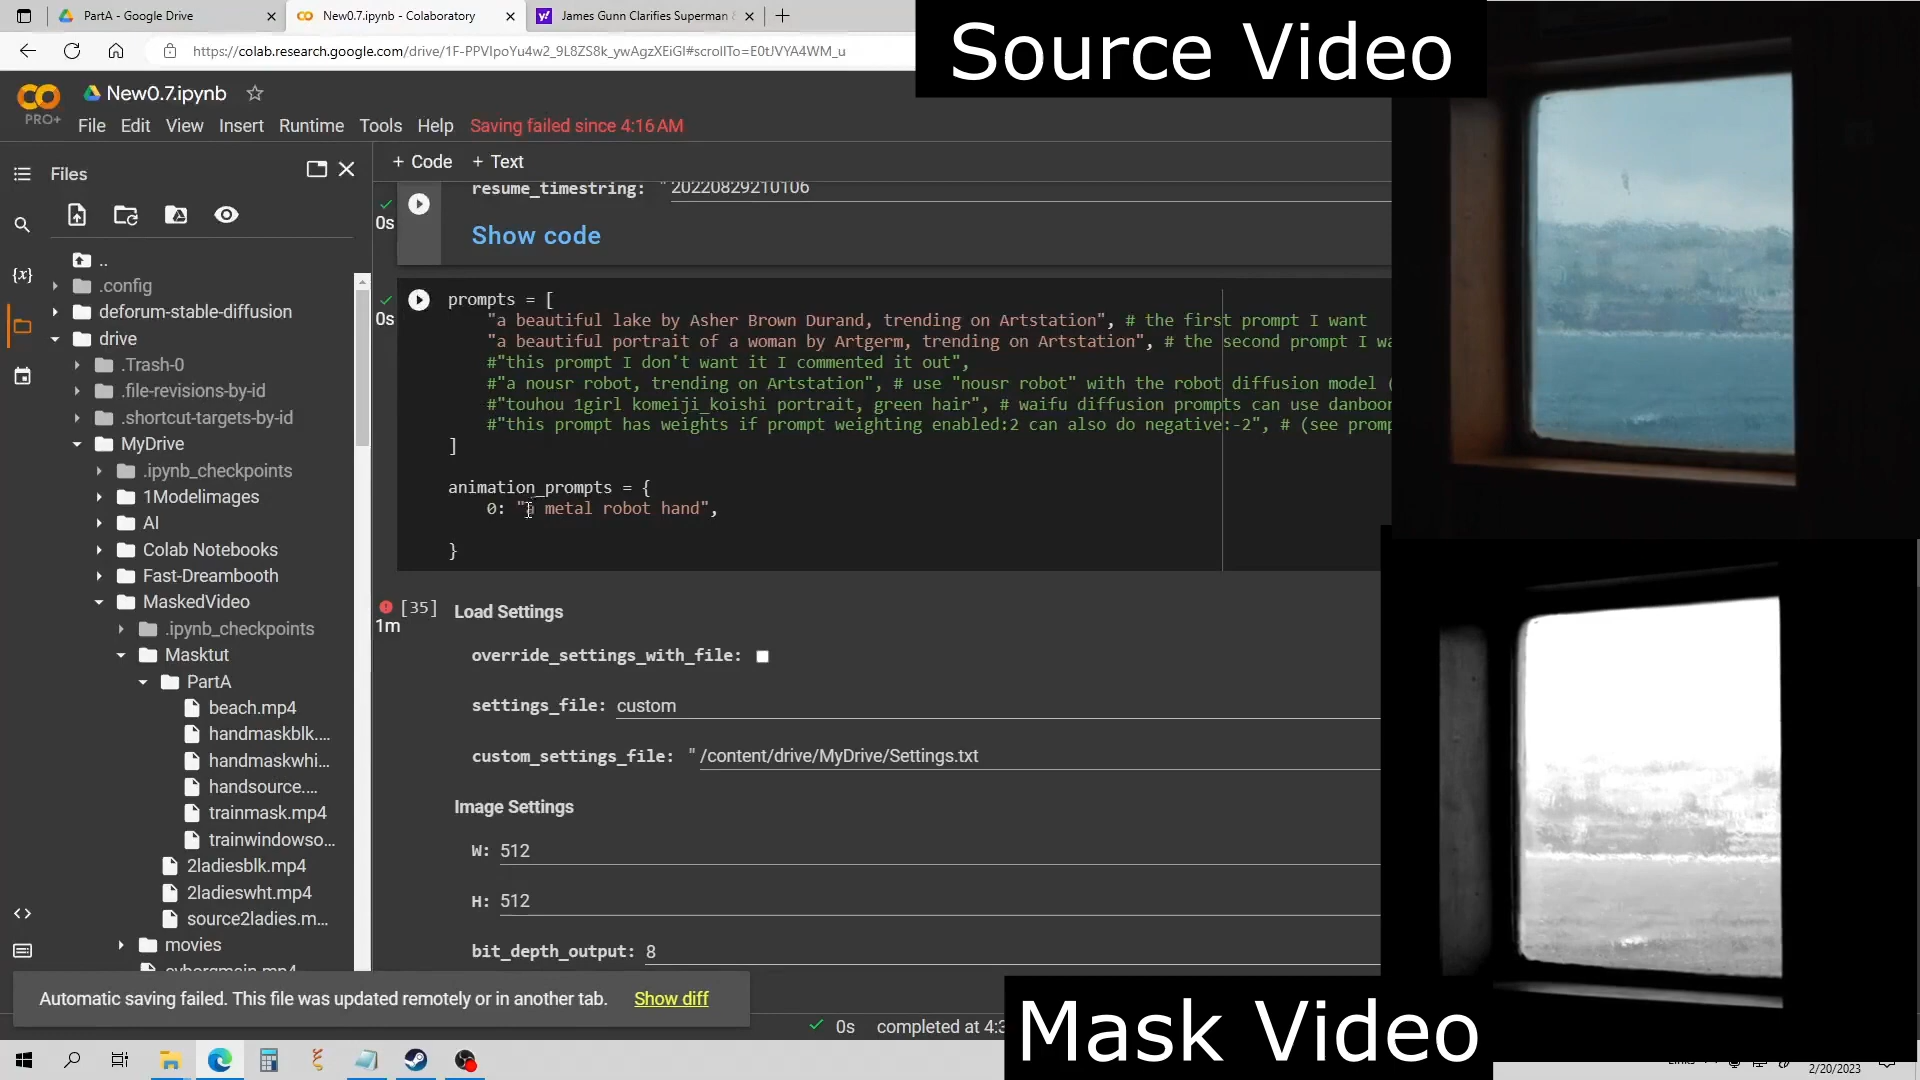 PartA - Google Drive
New0.7.ipynb - Colaboratory
James Gunn Clarifies Superman
https://colab.research.google.com/drive/1F-PPVIpoYu4w2_9L8ZS8k_ywAgzXEiGI#scrollTo=E0tJVYA4WM_u
Source Video
CO
PRO+
New0.7.ipynb
File Edit View Insert Runtime Tools Help Saving failed since 4:16 AM
Files
+ Code + Text
..
.config
deforum-stable-diffusion
drive
.Trash-0
.file-revisions-by-id
.shortcut-targets-by-id
MyDrive
.ipynb_checkpoints
1Modelimages
AI
Colab Notebooks
Fast-Dreambooth
MaskedVideo
.ipynb_checkpoints
Masktut
PartA
beach.mp4
handmaskblk....
handmaskwhi...
handsource....
trainmask.mp4
trainwindowso...
2ladiesblk.mp4
2ladieswht.mp4
source2ladies.m...
movies
resume_timestring: "20220829210106
0s
Show code
0s
prompts = [
"a beautiful lake by Asher Brown Durand, trending on Artstation", # the first prompt I want
"a beautiful portrait of a woman by Artgerm, trending on Artstation", # the second prompt I wa
#"this prompt I don't want it I commented it out",
#"a nousr robot, trending on Artstation", # use "nousr robot" with the robot diffusion model (
#"touhou 1girl komeiji_koishi portrait, green hair", # waifu diffusion prompts can use danboor
#"this prompt has weights if prompt weighting enabled:2 can also do negative:-2", # (see promp
]
animation_prompts = {
0: "a metal robot hand",
}
[35]
1m
Load Settings
override_settings_with_file:
settings_file: custom
custom_settings_file: "/content/drive/MyDrive/Settings.txt
Image Settings
W: 512
H: 512
bit_depth_output: 8
Automatic saving failed. This file was updated remotely or in another tab. Show diff
0s completed at 4:3
Mask Video
2/20/2023